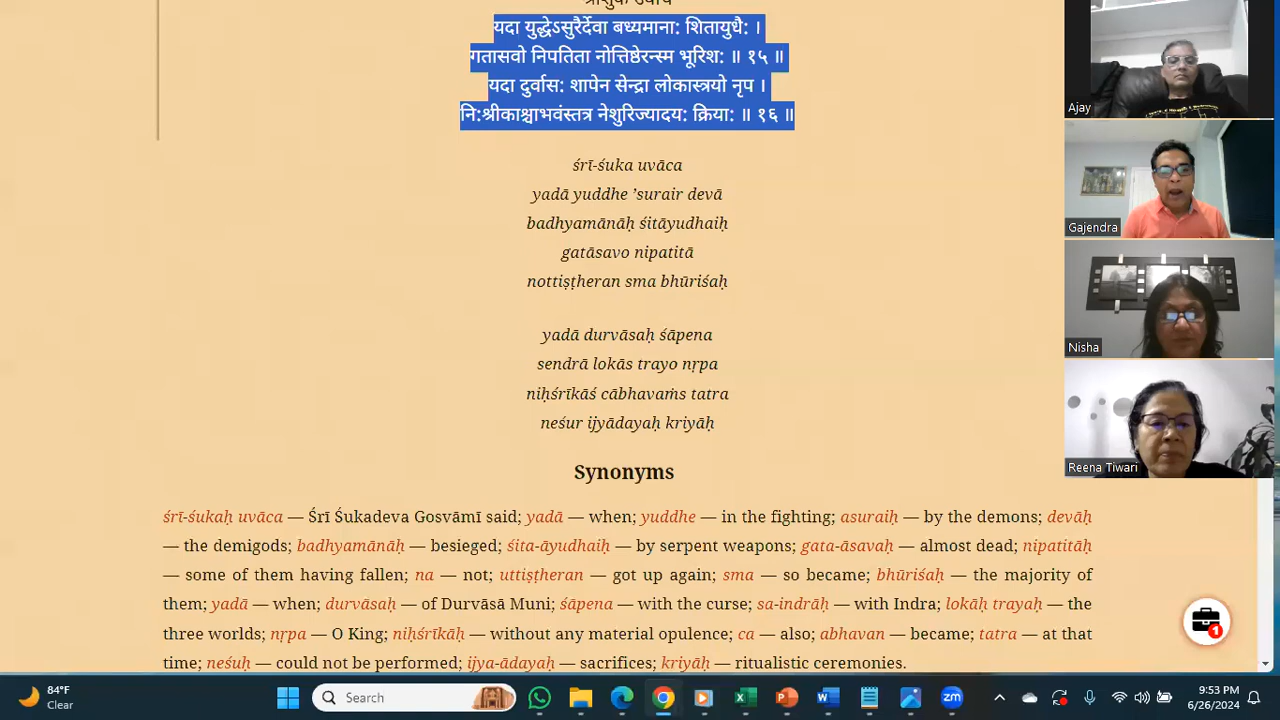 श्रीशुक उवाच
यदा युद्धेऽसुरैर्देवा बध्यमाना: शितायुधै: ।
गतासवो निपतिता नोत्तिष्ठेरन्स्म भूरिश: ॥ १५ ॥
यदा दुर्वास: शापेन सेन्द्रा लोकास्त्रयो नृप ।
नि:श्रीकाश्चाभवंस्तत्र नेशुरिज्यादय: क्रिया: ॥ १६ ॥
śrī-śuka uvāca
yadā yuddhe ’surair devā
badhyamānāḥ śitāyudhaiḥ
gatāsavo nipatitā
nottiṣṭheran sma bhūriśaḥ
yadā durvāsaḥ śāpena
sendrā lokās trayo nṛpa
niḥśrīkāś cābhavaṁs tatra
neśur ijyādayaḥ kriyāḥ
Synonyms
śrī-śukaḥ uvāca — Śrī Śukadeva Gosvāmī said; yadā — when; yuddhe — in the fighting; asuraiḥ — by the demons; devāḥ
— the demigods; badhyamānāḥ — besieged; śita-āyudhaiḥ — by serpent weapons; gata-āsavaḥ — almost dead; nipatitāḥ
— some of them having fallen; na — not; uttiṣṭheran — got up again; sma — so became; bhūriśaḥ — the majority of
them; yadā — when; durvāsaḥ — of Durvāsā Muni; śāpena — with the curse; sa-indrāḥ — with Indra; lokāḥ trayaḥ — the
three worlds; nṛpa — O King; niḥśrīkāḥ — without any material opulence; ca — also; abhavan — became; tatra — at that
time; neśuḥ — could not be performed; ijya-ādayaḥ — sacrifices; kriyāḥ — ritualistic ceremonies.
Ajay
Gajendra
Nisha
Reena Tiwari
1
84°F
Clear
Search
zm
9:53 PM
6/26/2024